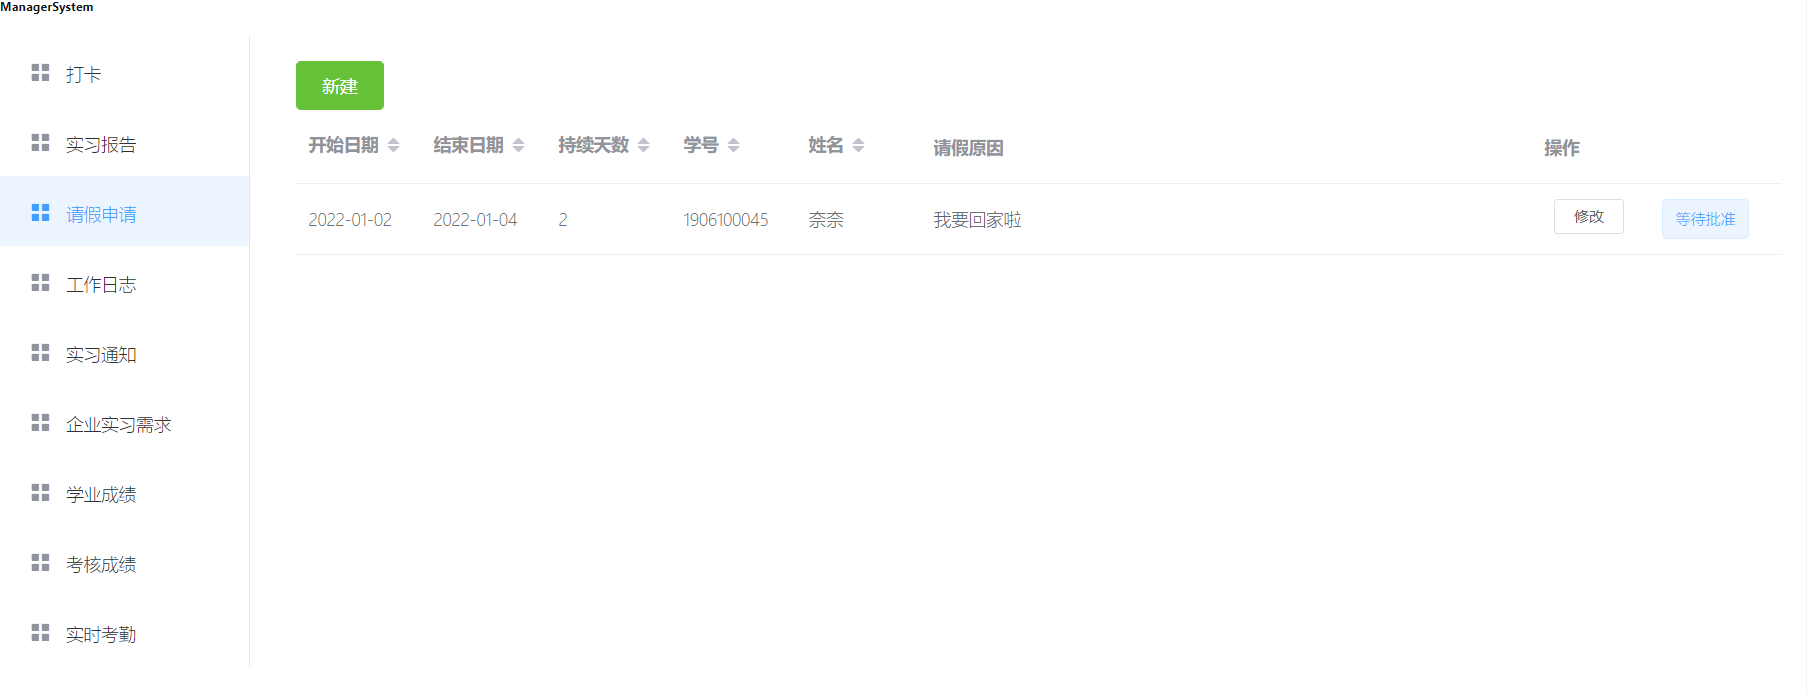 ManagerSystem
打卡
实习报告
请假申请
工作日志
实习通知
企业实习需求
学业成绩
考核成绩
实时考勤
新建
开始日期 结束日期 持续天数 学号 姓名 请假原因 操作
2022-01-02 2022-01-04 2 1906100045 奈奈 我要回家啦 修改 等待批准